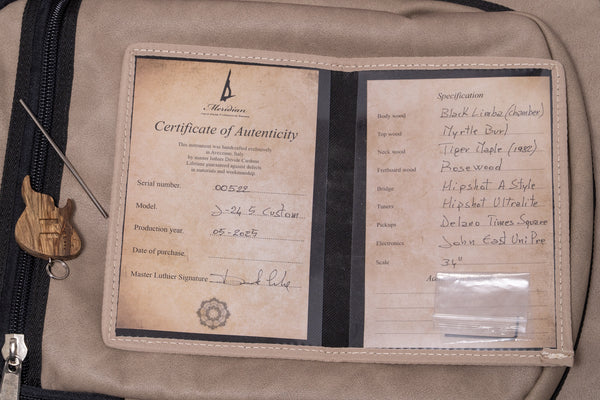 Meridian
Certificate of Authenticity
This instrument was handcrafted exclusively
in Avezzano, Italy
by master luthier Davide Cardone
Lifetime guaranteed against defects
in materials and workmanship
Serial number. 00522
Model. J-24 5 Custom
Production year. 05-2025
Date of purchase.
Master Luthier Signature
Specification
Body wood Black Limba (chamber)
Top wood Myrtle Burl
Neck wood Tiger Maple (1982)
Fretboard wood Rosewood
Bridge Hipshot A Style
Tuners Hipshot Ultralite
Pickups Delano Times Square
Electronics John East Uni Pre
Scale 34"